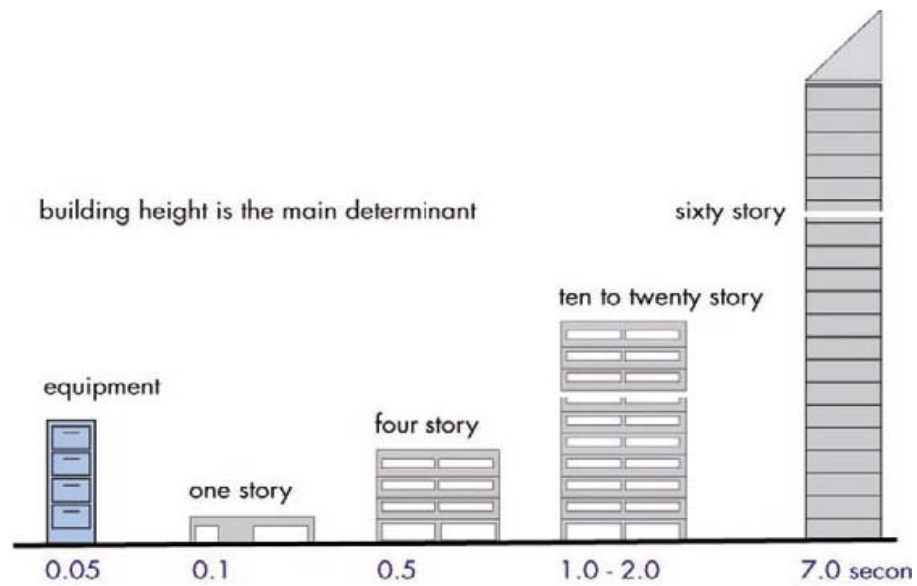 building height is the main determinant
sixty story
ten to twenty story
equipment
four story
one story
0.05 0.1 0.5 1.0 - 2.0 7.0 secon